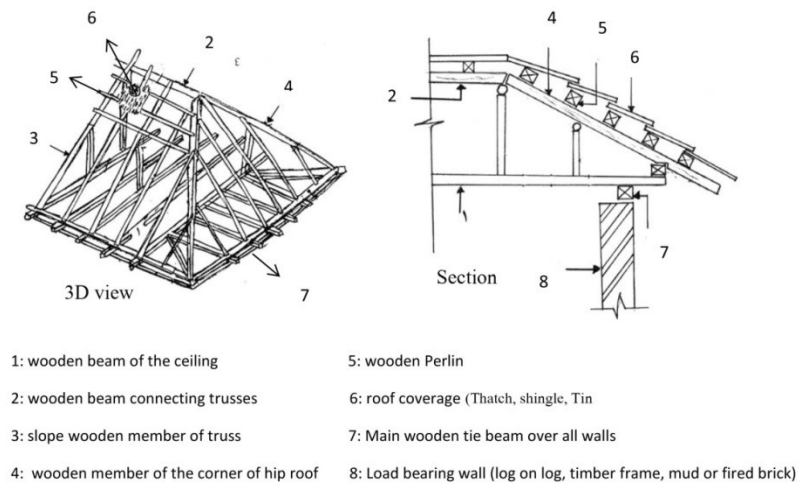 6
2
£
4
5
3
7
3D view
4
5
6
2
1
7
8
Section
1: wooden beam of the ceiling
2: wooden beam connecting trusses
3: slope wooden member of truss
4: wooden member of the corner of hip roof
5: wooden Perlin
6: roof coverage (Thatch, shingle, Tin
7: Main wooden tie beam over all walls
8: Load bearing wall (log on log, timber frame, mud or fired brick)